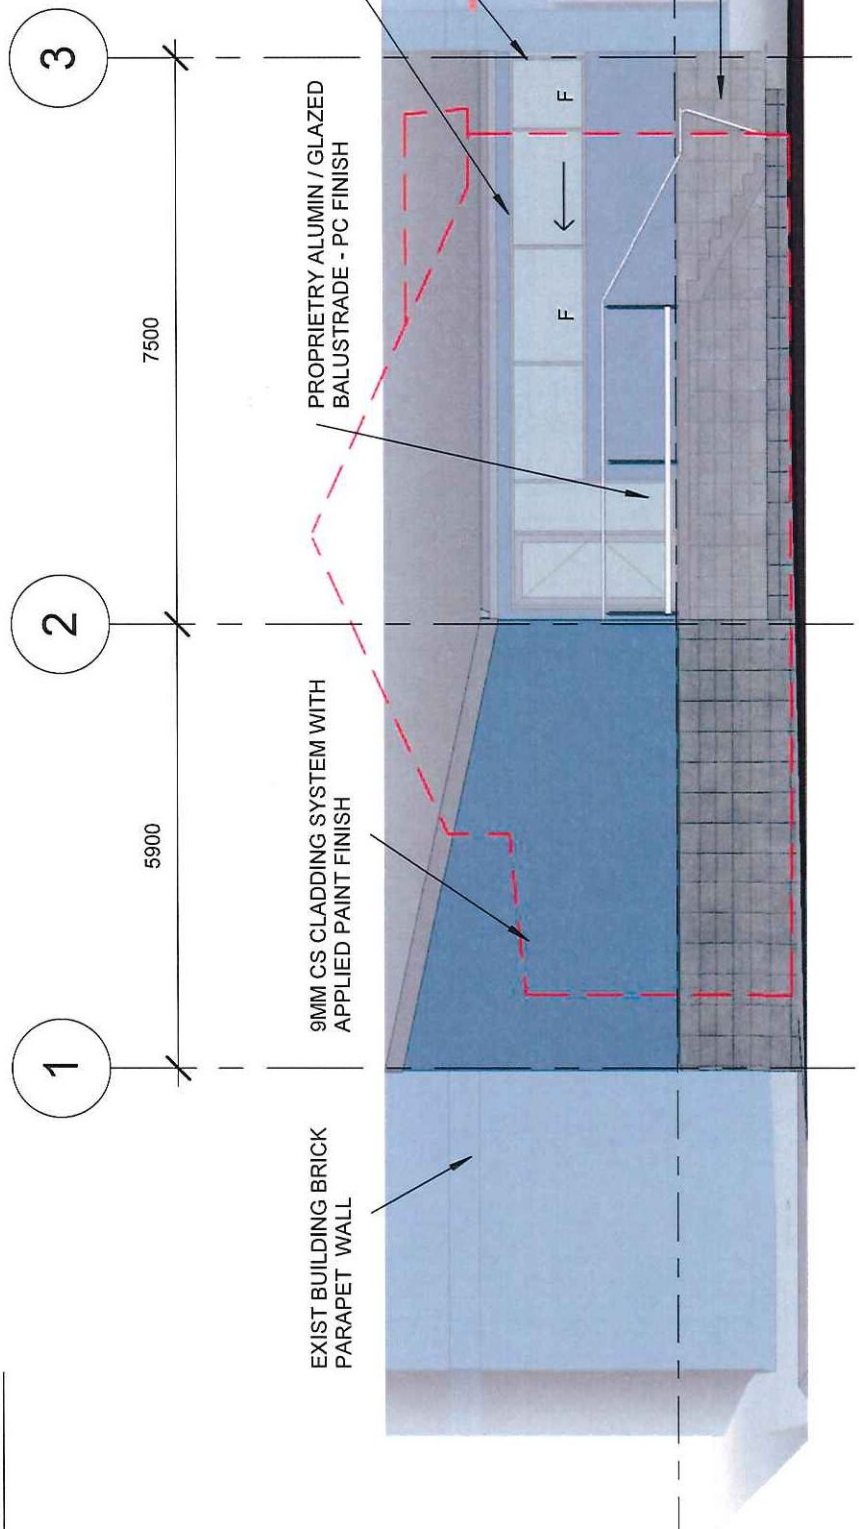 1
2
3
5900
7500
EXIST BUILDING BRICK
PARAPET WALL
9MM CS CLADDING SYSTEM WITH
APPLIED PAINT FINISH
PROPRIETRY ALUMIN / GLAZED
BALUSTRADE - PC FINISH
F
F